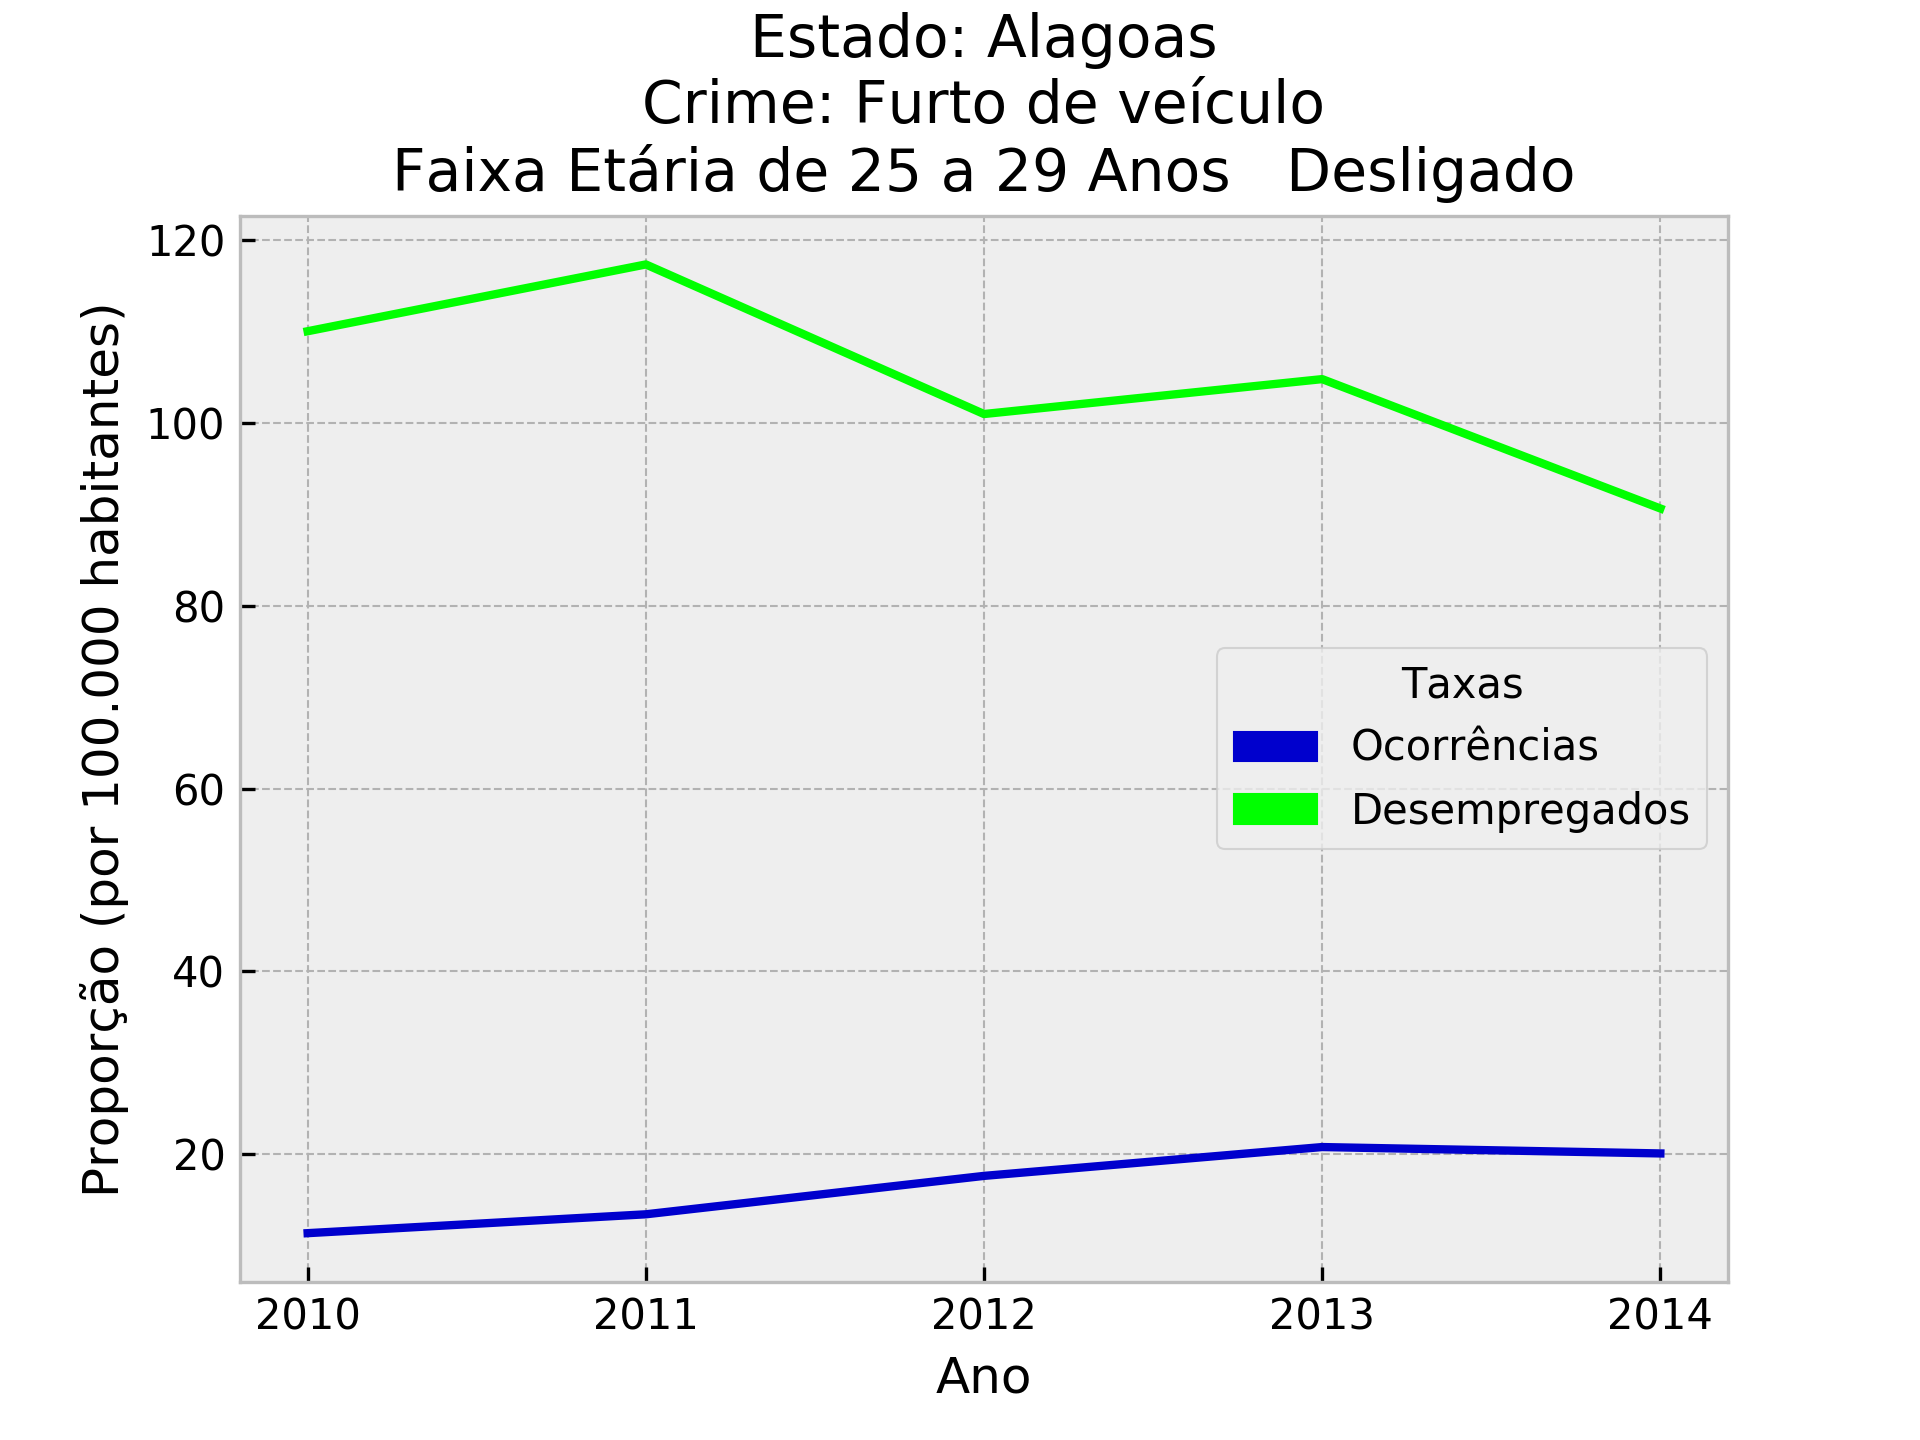 Estado: Alagoas
Crime: Furto de veículo
Faixa Etária de 25 a 29 Anos   Desligado
Proporção (por 100.000 habitantes)
120
100
80
60
40
20
Taxas
Ocorrências
Desempregados
2010 2011 2012 2013 2014
Ano